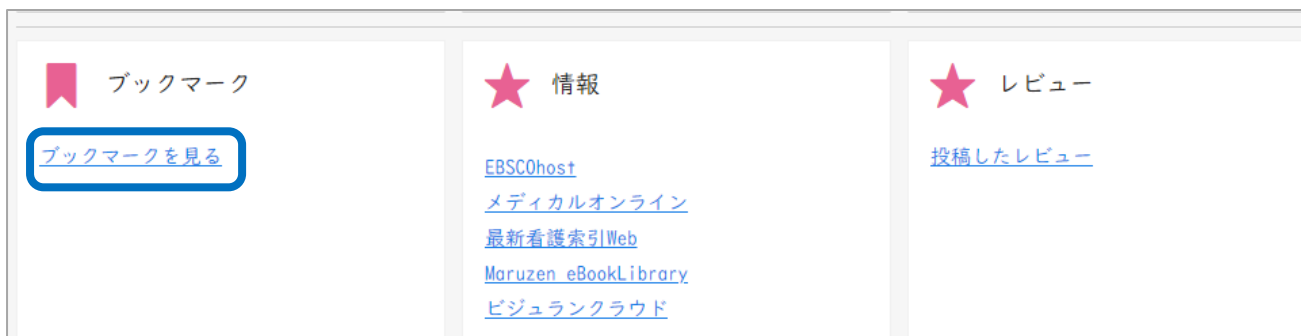 ブックマーク
ブックマークを見る
情報
EBSCOhost
メディカルオンライン
最新看護索引Web
Maruzen eBookLibrary
ビジュランクラウド
レビュー
投稿したレビュー